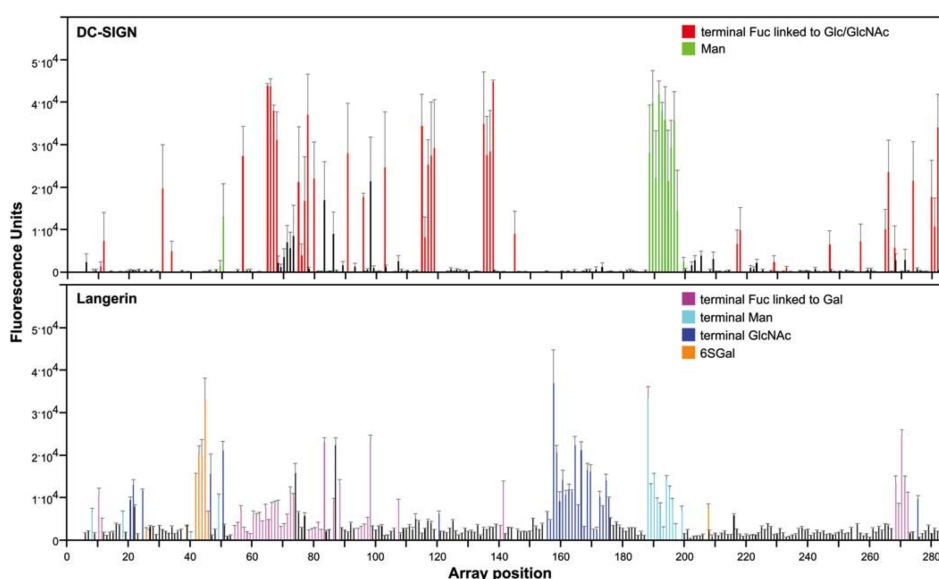 DC-SIGN
terminal Fuc linked to Glc/GlcNAc
Man
5·10⁴
4·10⁴
3·10⁴
2·10⁴
1·10⁴
0
Fluorescence Units
Langerin
terminal Fuc linked to Gal
terminal Man
terminal GlcNAc
6SGal
5·10⁴
4·10⁴
3·10⁴
2·10⁴
1·10⁴
0
0 20 40 60 80 100 120 140 160 180 200 220 240 260 280
Array position